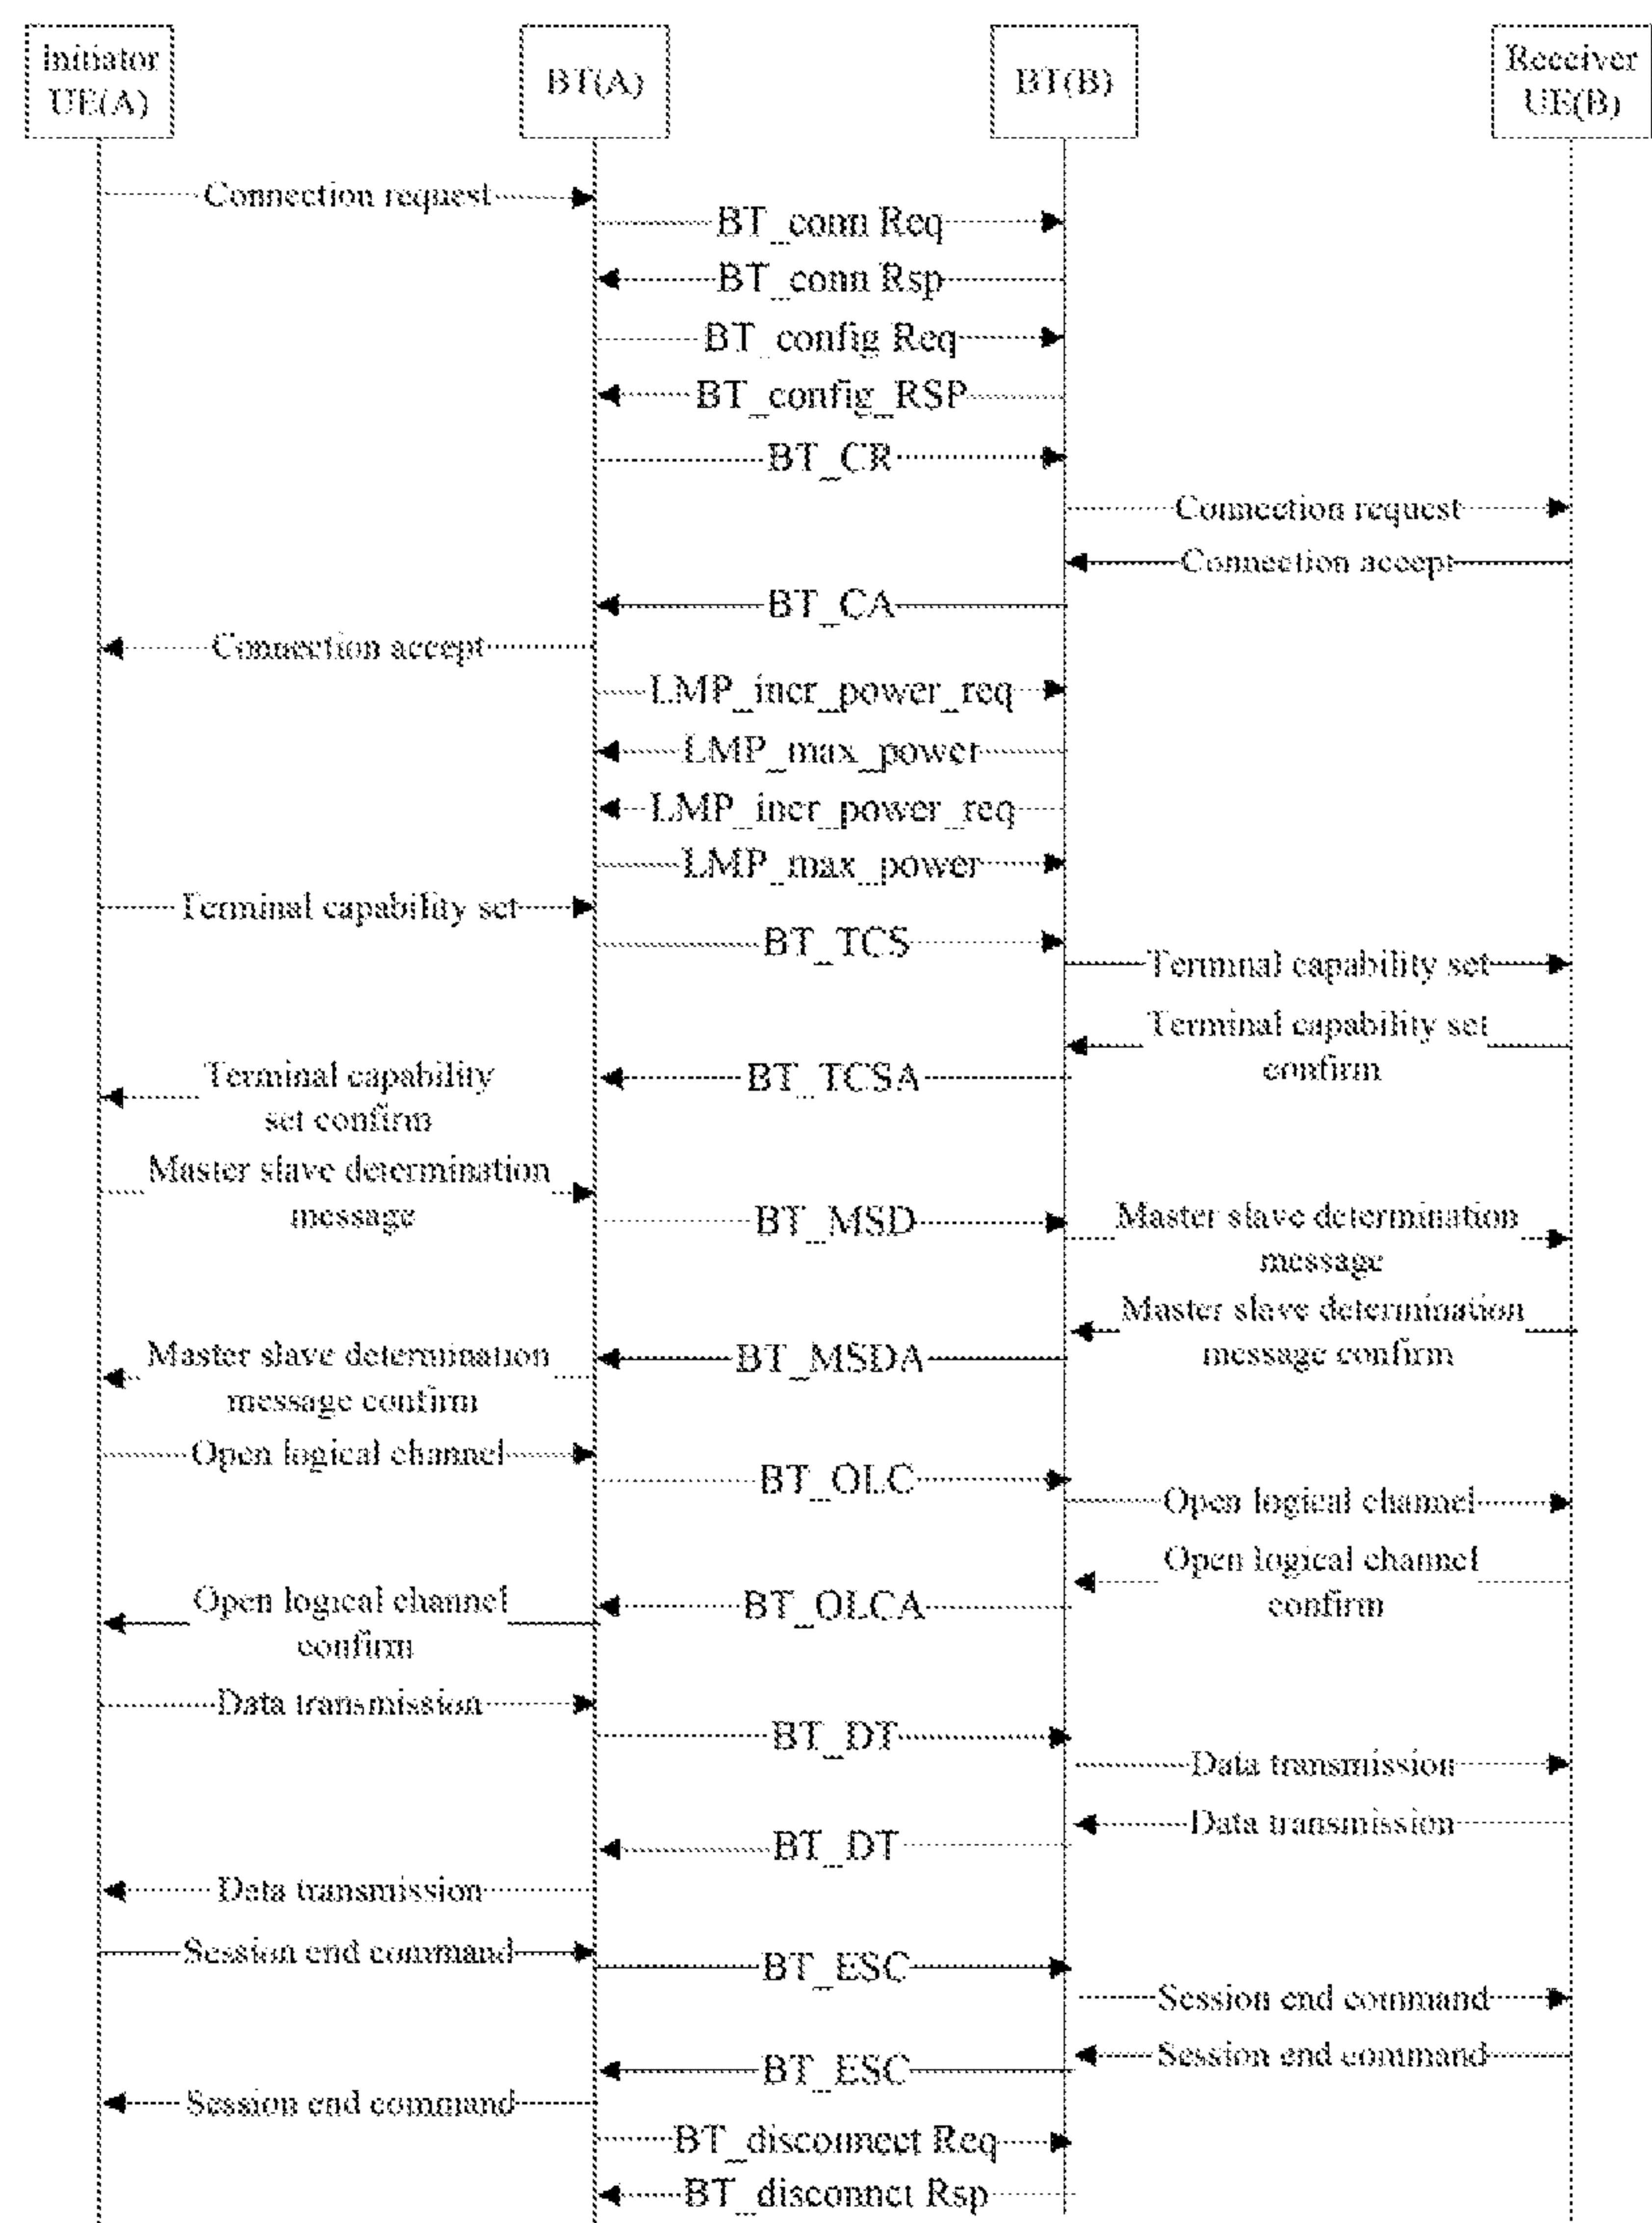 Initiator
UE(A)
BT(A)
BT(B)
Receiver
UE(B)
Connection request
BT_conn Req
BT_conn Rsp
BT_config Req
BT_config_RSP
BT_CR
Connection request
Connection accept
BT_CA
Connection accept
LMP_incr_power_req
LMP_max_power
LMP_incr_power_req
LMP_max_power
Terminal capability set
BT_TCS
Terminal capability set
Terminal capability set
confirm
BT_TCSA
Terminal capability
set confirm
Master slave determination
message
BT_MSD
Master slave determination
message
Master slave determination
message confirm
BT_MSDA
Master slave determination
message confirm
Open logical channel
BT_OLC
Open logical channel
Open logical channel
confirm
BT_OLCA
Open logical channel
confirm
Data transmission
BT_DT
Data transmission
Data transmission
BT_DT
Data transmission
Session end command
BT_ESC
Session end command
Session end command
BT_ESC
Session end command
BT_disconnect Req
BT_disconnct Rsp